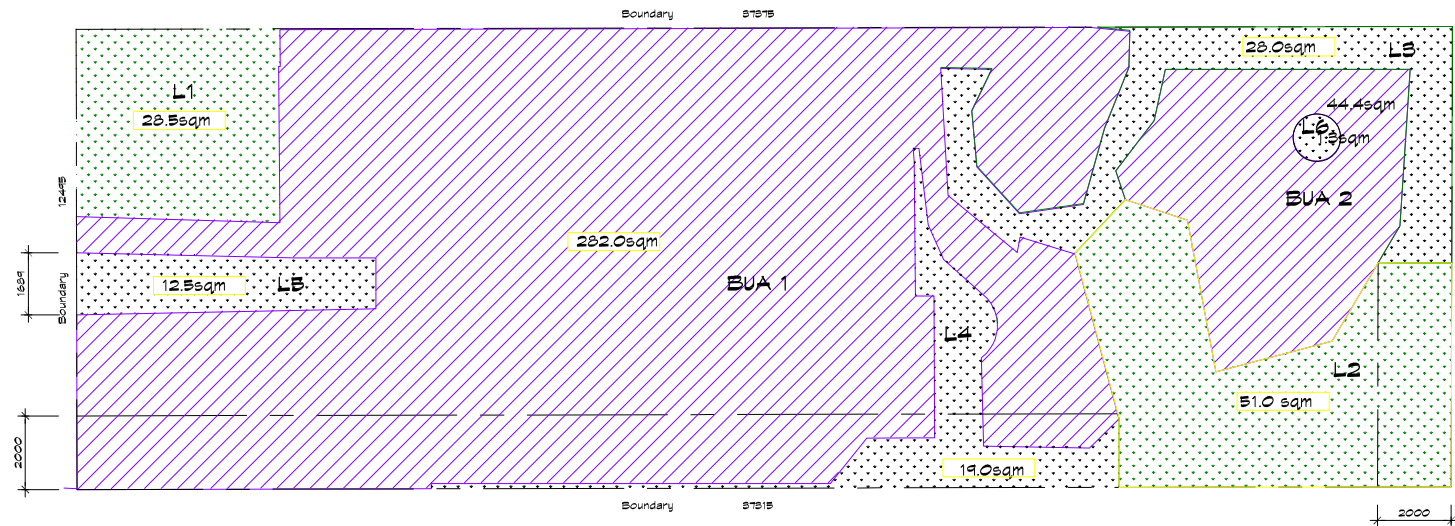 Boundary 37375
28.0sqm L3
L1
28.5sqm
44.4sqm
L6
1.3sqm
12495
BUA 2
282.0sqm
1689
Boundary
12.5sqm L5
BUA 1
L4
L2
51.0 sqm
2000
19.0sqm
Boundary 37315
2000